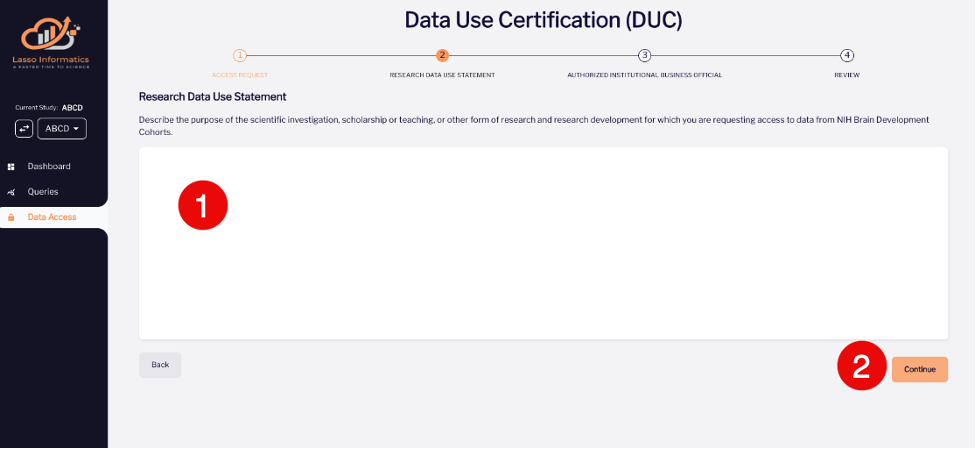 Data Use Certification (DUC)
Lasso Informatics
A FASTER TIME TO SCIENCE
1
2
3
4
ACCESS REQUEST
RESEARCH DATA USE STATEMENT
AUTHORIZED INSTITUTIONAL BUSINESS OFFICIAL
REVIEW
Current Study: ABCD
ABCD
Dashboard
Queries
Data Access
Research Data Use Statement
Describe the purpose of the scientific investigation, scholarship or teaching, or other form of research and research development for which you are requesting access to data from NIH Brain Development
Cohorts.
1
Back
2
Continue